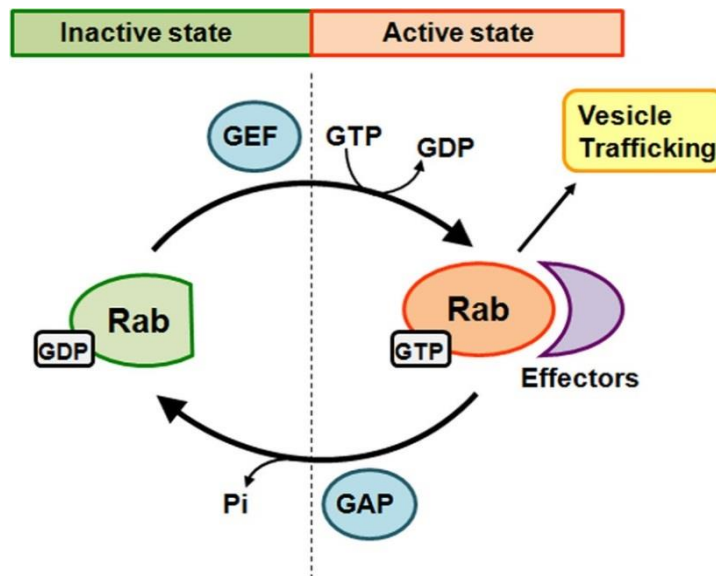 Inactive state
Active state
GEF
GTP
GDP
Vesicle
Trafficking
Rab
GDP
Rab
GTP
Effectors
Pi
GAP